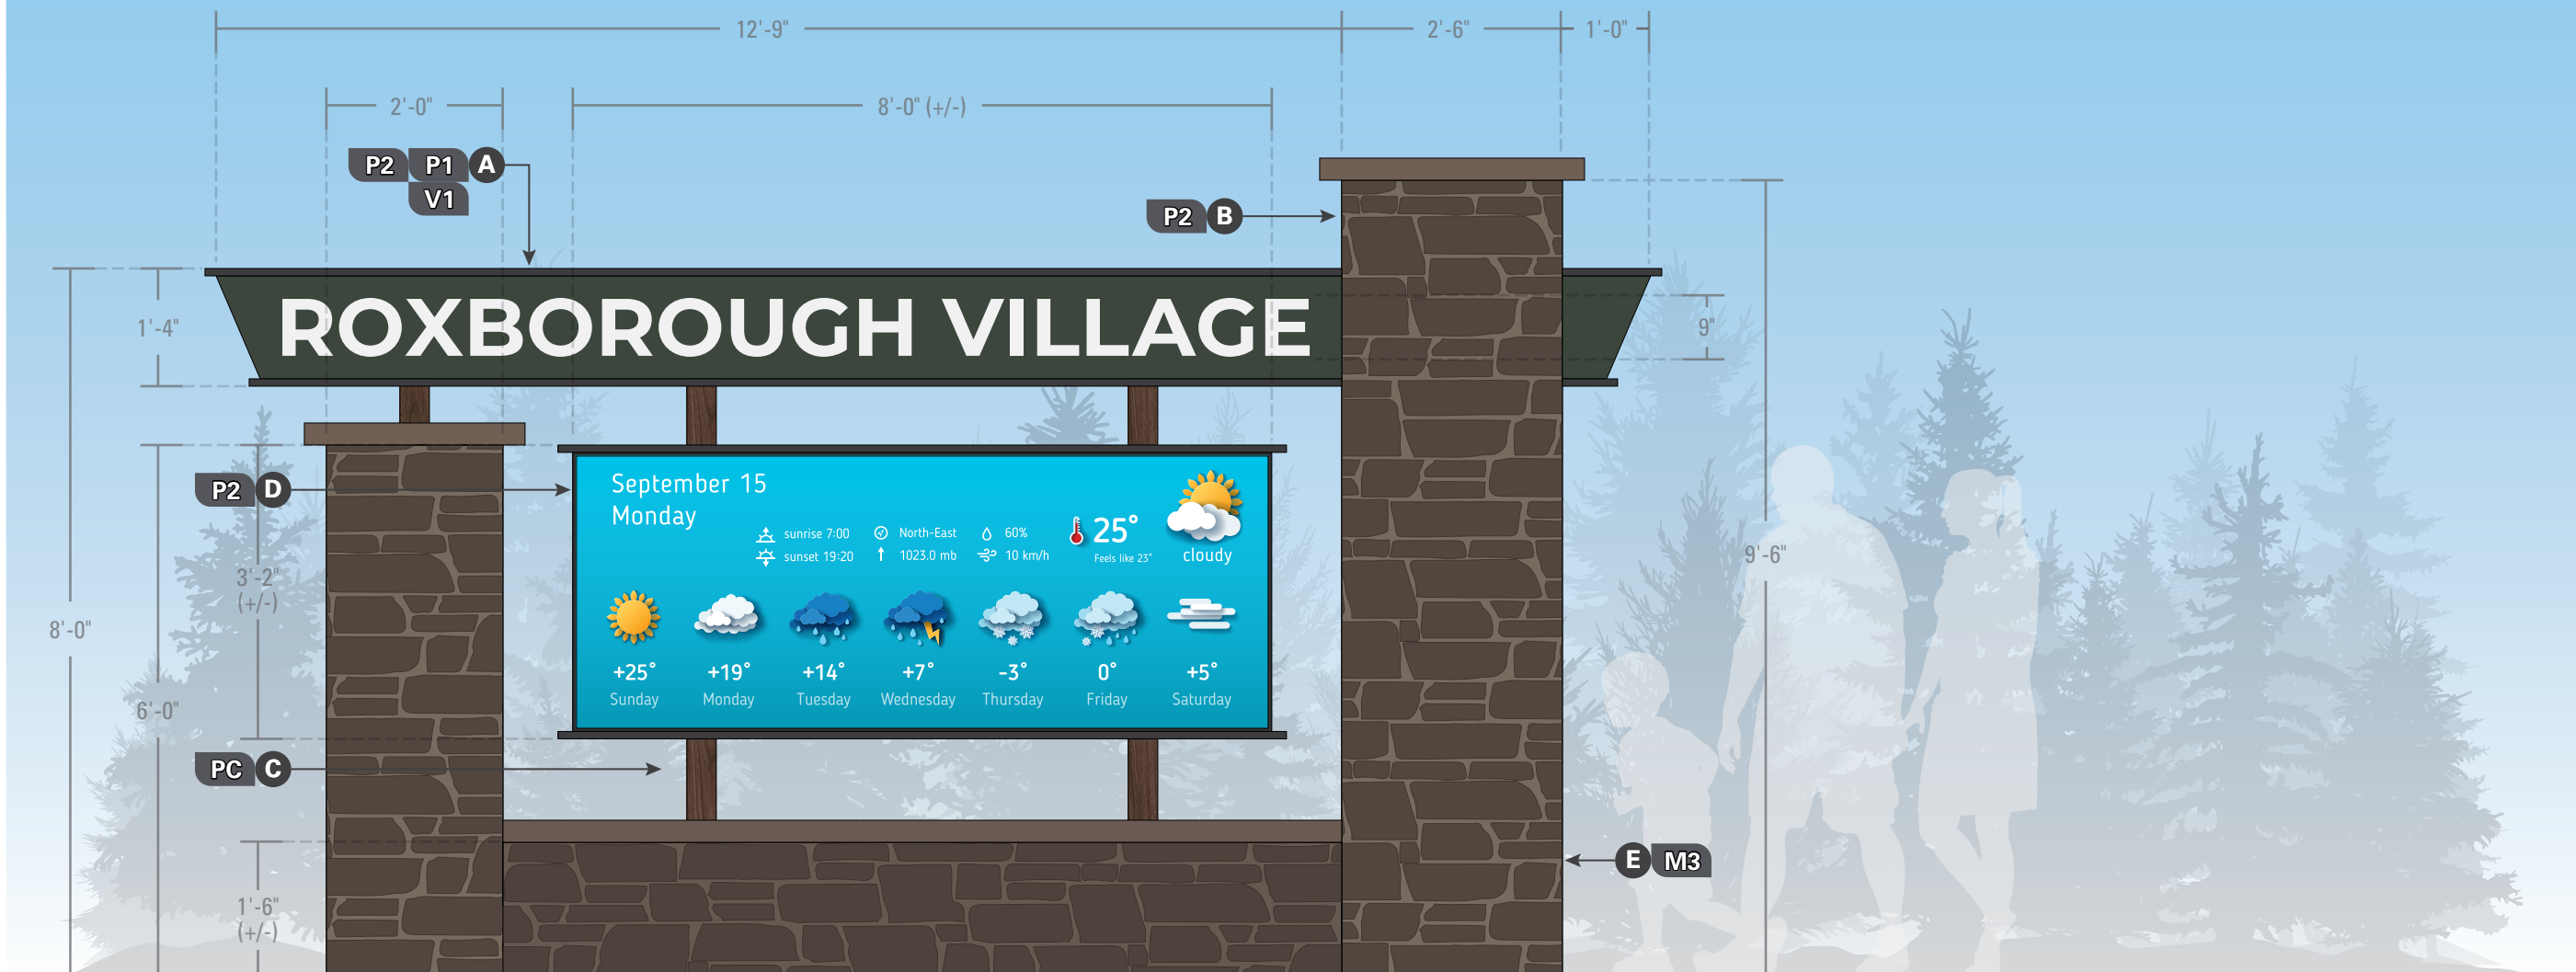 12'-9"
2'-6"
1'-0"
2'-0"
8'-0" (+/-)
P2 P1 A
V1
P2 B
1'-4"
ROXBOROUGH VILLAGE
9"
P2 D
September 15
Monday
sunrise 7:00
North-East
60%
25°
sunset 19:20
1023.0 mb
10 km/h
Feels like 23°
cloudy
9'-6"
3'-2"
(+/-)
8'-0"
+25° +19° +14° +7° -3° 0° +5°
Sunday Monday Tuesday Wednesday Thursday Friday Saturday
6'-0"
PC C
E M3
1'-6"
(+/-)